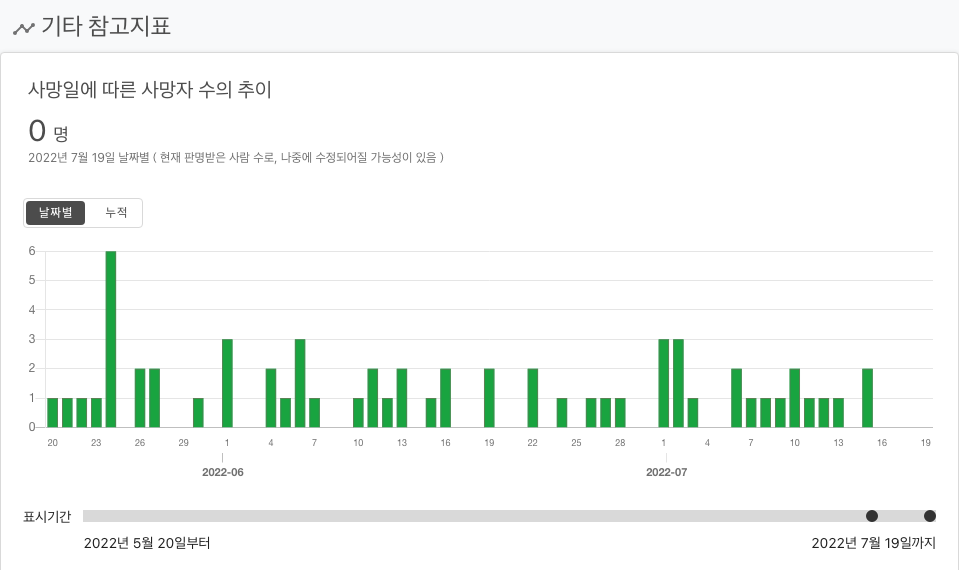 기타 참고지표
사망일에 따른 사망자 수의 추이
0 명
2022년 7월 19일 날짜별 ( 현재 판명받은 사람 수로, 나중에 수정되어질 가능성이 있음 )
날짜별 누적
6
5
4
3
2
1
0
20 23 26 29 1 4 7 10 13 16 19 22 25 28 1 4 7 10 13 16 19
2022-06 2022-07
표시기간
2022년 5월 20일부터 2022년 7월 19일까지